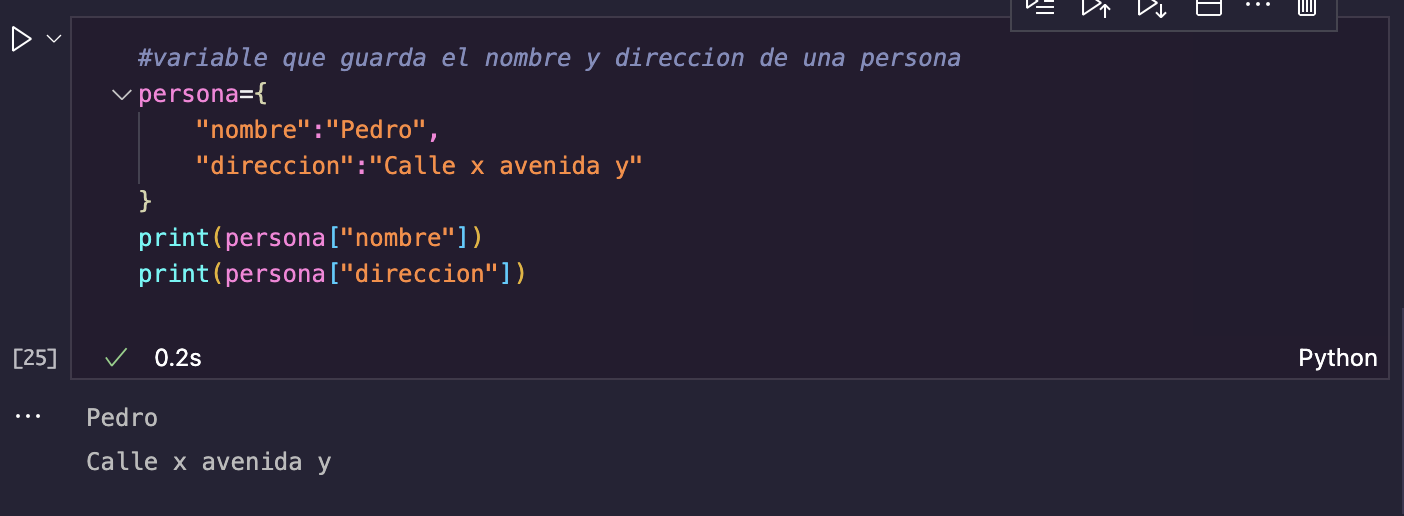 #variable que guarda el nombre y direccion de una persona
persona={
"nombre":"Pedro",
"direccion":"Calle x avenida y"
}
print(persona["nombre"])
print(persona["direccion"])
[25] 0.2s Python
Pedro
Calle x avenida y